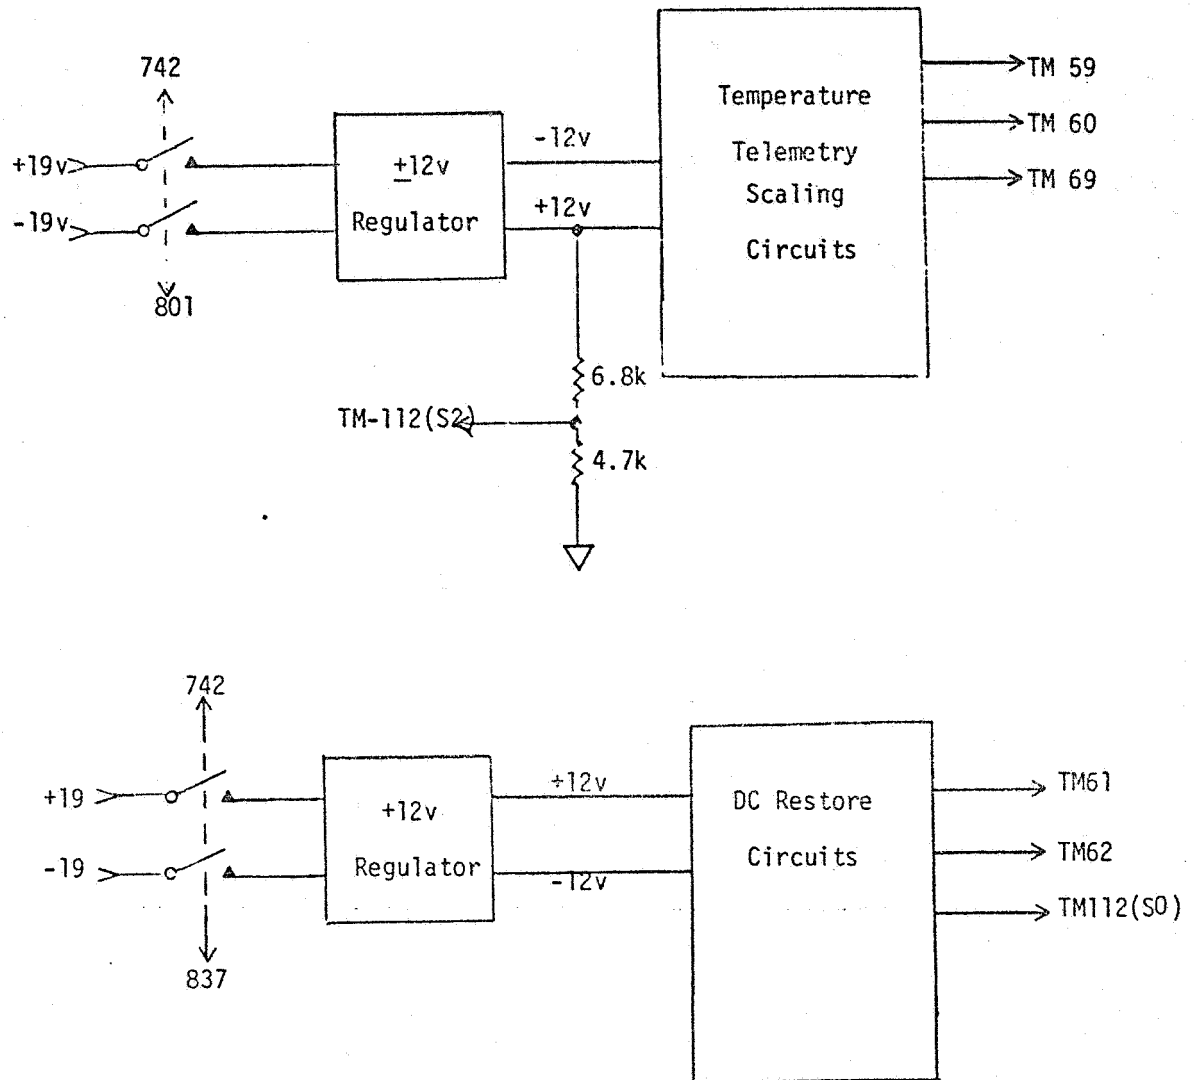 742
+19v
-19v
801
±12v
Regulator
-12v
+12v
Temperature
Telemetry
Scaling
Circuits
TM 59
TM 60
TM 69
6.8k
TM-112(S2)
4.7k
742
+19
-19
837
+12v
Regulator
+12v
-12v
DC Restore
Circuits
TM61
TM62
TM112(S0)